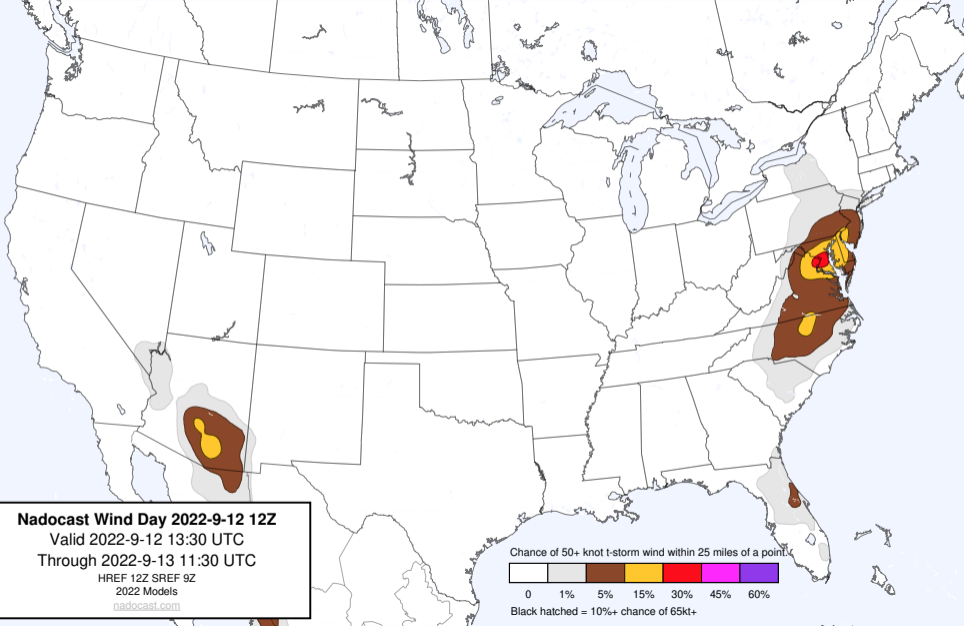 Nadocast Wind Day 2022-9-12 12Z
Valid 2022-9-12 13:30 UTC
Through 2022-9-13 11:30 UTC
HREF 12Z SREF 9Z
2022 Models
nadocast.com
Chance of 50+ knot t-storm wind within 25 miles of a point.
0 1% 5% 15% 30% 45% 60%
Black hatched = 10%+ chance of 65kt+